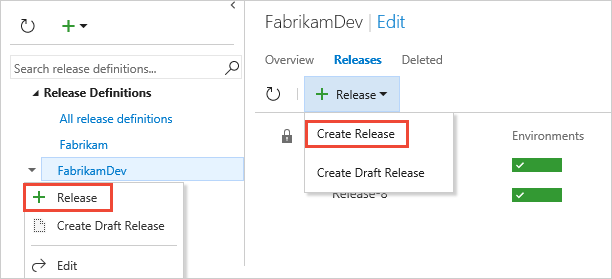 Search release definitions...
Release Definitions
All release definitions
Fabrikam
FabrikamDev
Release
Create Draft Release
Edit
FabrikamDev | Edit
Overview Releases Deleted
Release
Create Release
Create Draft Release
Environments
Release-8